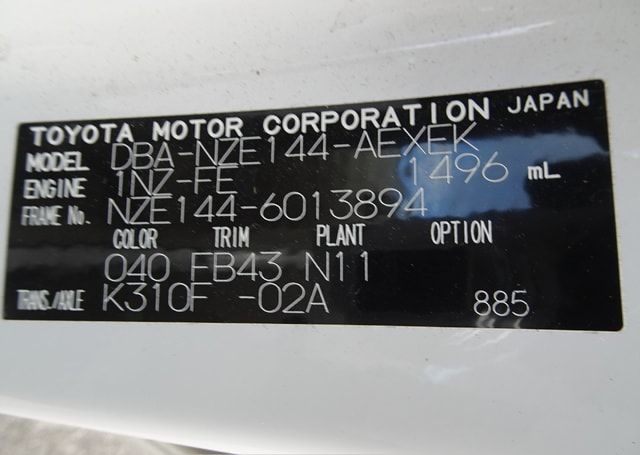 TOYOTA MOTOR CORPORATION JAPAN
MODEL DBA-NZE144-AEXEK
ENGINE 1NZ-FE 1496 mL
FRAME No. NZE144-6013894
COLOR TRIM PLANT OPTION
040 FB43 N11
TRANS./AXLE K310F -02A 885